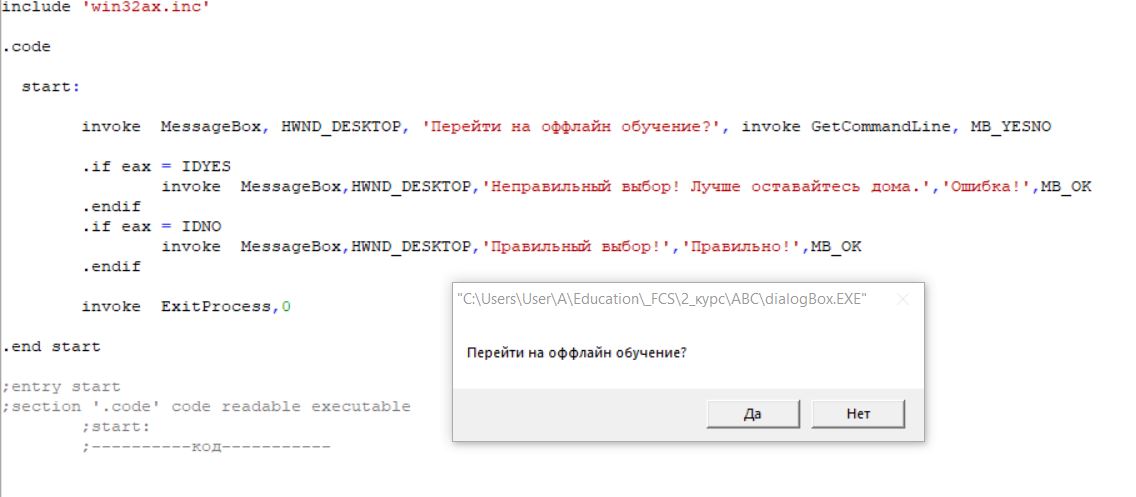 include 'win32ax.inc'
.code
start:
invoke MessageBox, HWND_DESKTOP, 'Перейти на оффлайн обучение?', invoke GetCommandLine, MB_YESNO
.if eax = IDYES
invoke MessageBox,HWND_DESKTOP,'Неправильный выбор! Лучше оставайтесь дома.','Ошибка!',MB_OK
.endif
.if eax = IDNO
invoke MessageBox,HWND_DESKTOP,'Правильный выбор!','Правильно!',MB_OK
.endif
invoke ExitProcess,0
.end start
;entry start
;section '.code' code readable executable
;start:
;----------код-----------
"C:\Users\User\A\Education\_FCS\2_курс\ABC\dialogBox.EXE"
Перейти на оффлайн обучение?
Да
Нет